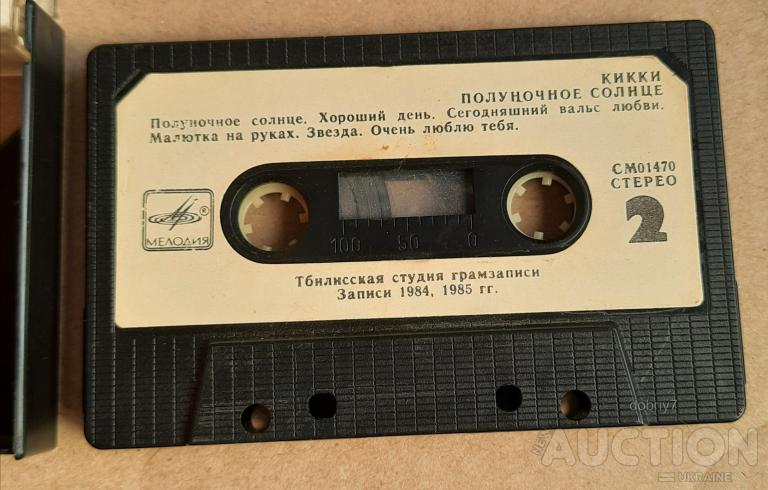 КИККИ
ПОЛУНОЧНОЕ СОЛНЦЕ
Полуночное солнце. Хороший день. Сегодняшний вальс любви.
Малютка на руках. Звезда. Очень люблю тебя.
СМ01470
СТЕРЕО
2
®
МЕЛОДИЯ
100 50 0
Тбилисская студия грамзаписи
Записи 1984, 1985 гг.
dobriy7
NEW
AUCTION
UKRAINE